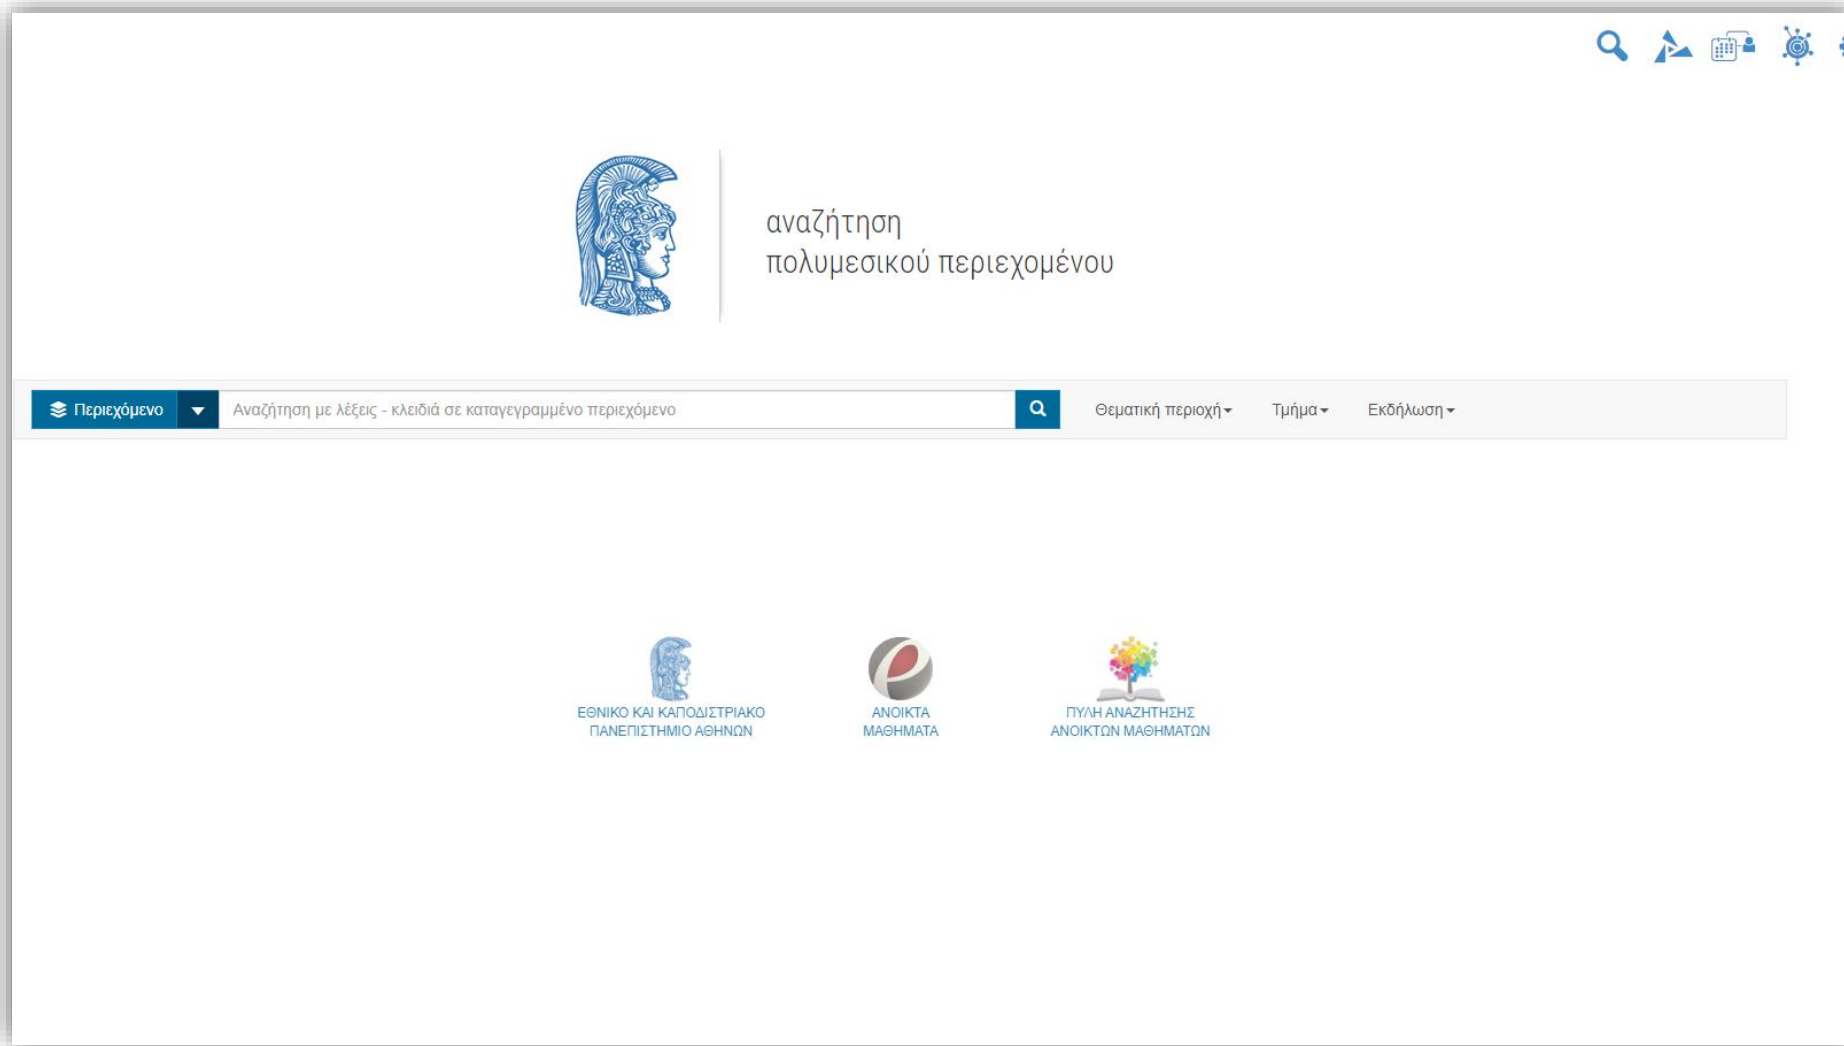 αναζήτηση
πολυμεσικού περιεχομένου
Περιεχόμενο Αναζήτηση με λέξεις - κλειδιά σε καταγεγραμμένο περιεχόμενο Θεματική περιοχή Τμήμα Εκδήλωση
ΕΘΝΙΚΟ ΚΑΙ ΚΑΠΟΔΙΣΤΡΙΑΚΟ
ΠΑΝΕΠΙΣΤΗΜΙΟ ΑΘΗΝΩΝ
ΑΝΟΙΚΤΑ
ΜΑΘΗΜΑΤΑ
ΠΥΛΗ ΑΝΑΖΗΤΗΣΗΣ
ΑΝΟΙΚΤΩΝ ΜΑΘΗΜΑΤΩΝ